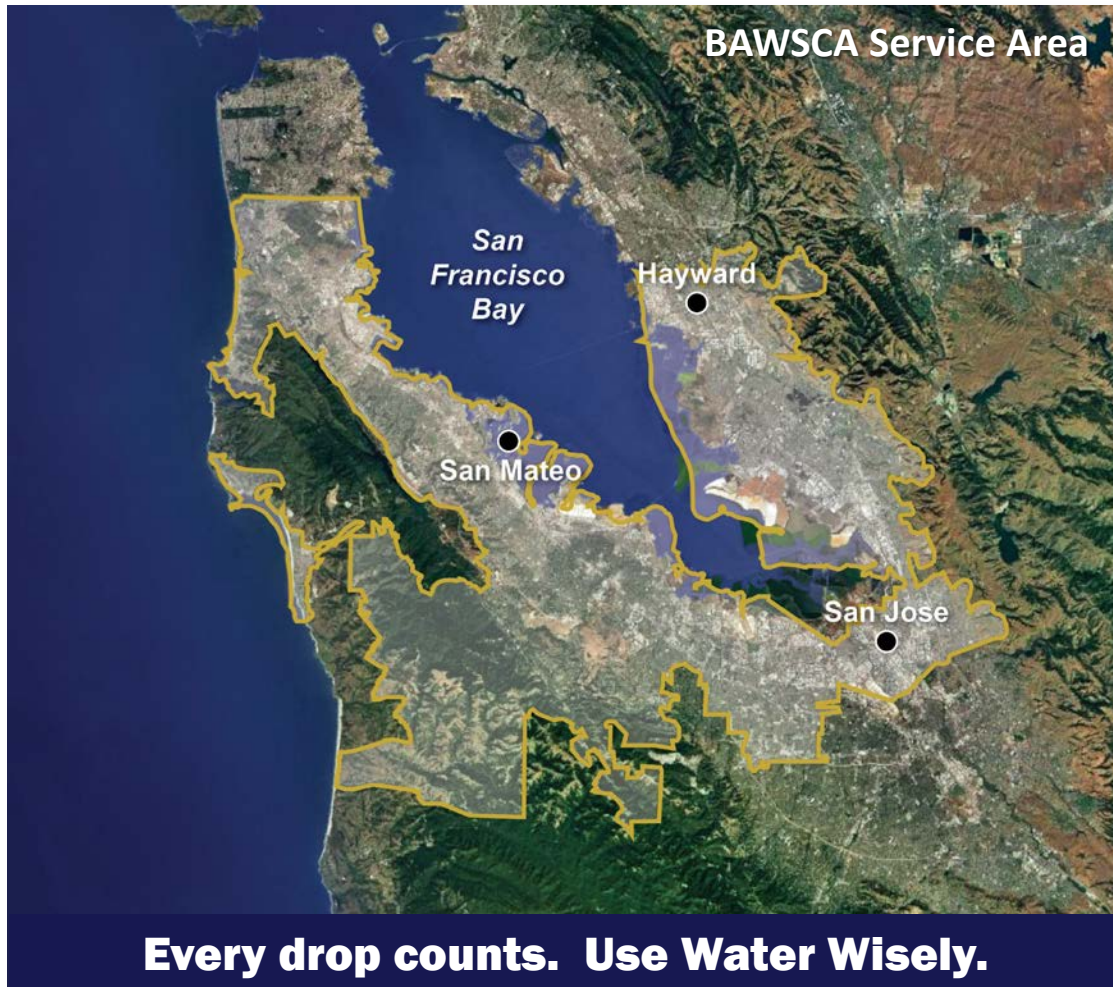 BAWSCA Service Area
San
Francisco
Bay
Hayward
San Mateo
San Jose
Every drop counts.  Use Water Wisely.